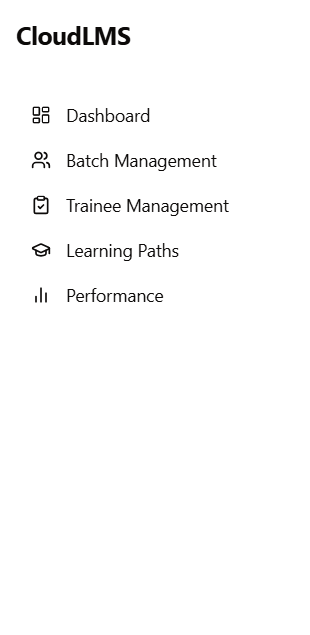 CloudLMS
Dashboard
Batch Management
Trainee Management
Learning Paths
Performance